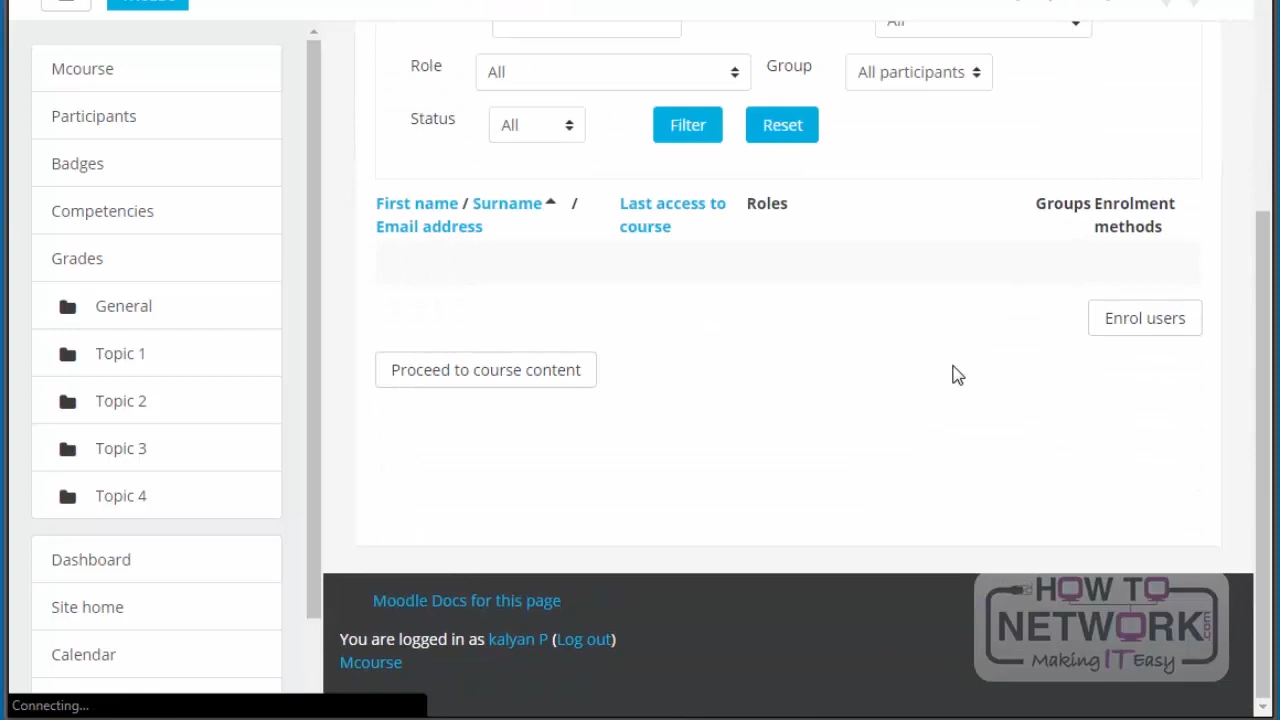 All
Role All Group All participants
Status All Filter Reset
First name / Surname / Last access to Roles Groups Enrolment
Email address course methods
Enrol users
Proceed to course content
Mcourse
Participants
Badges
Competencies
Grades
General
Topic 1
Topic 2
Topic 3
Topic 4
Dashboard
Site home
Calendar
Moodle Docs for this page
You are logged in as kalyan P (Log out)
Mcourse
HOW TO
NETWORK.com
Making IT Easy
Connecting...